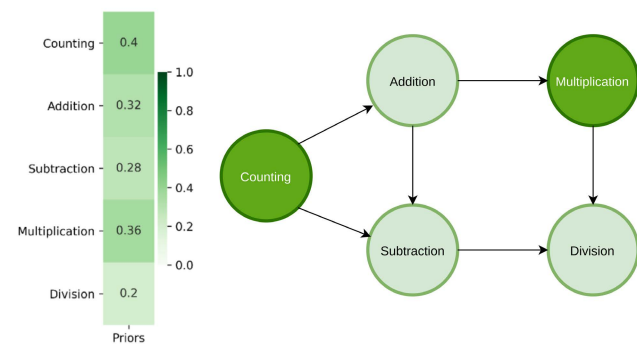 Counting
0.4
Addition
0.32
Subtraction
0.28
Multiplication
0.36
Division
0.2
Priors
1.0
0.8
0.6
0.4
0.2
0.0
Addition
Multiplication
Counting
Subtraction
Division